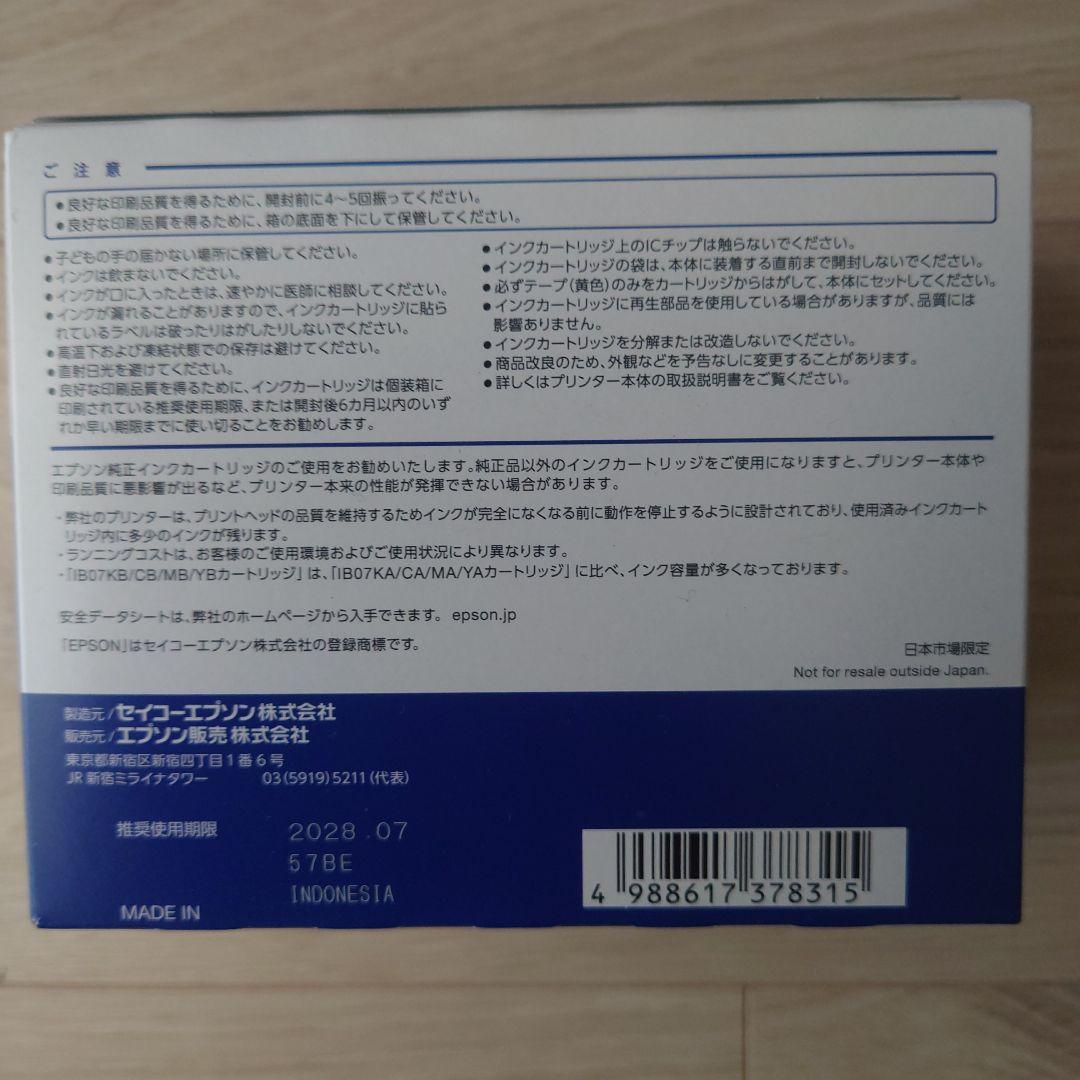 ご注意
●良好な印刷品質を得るために、開封前に4～5回振ってください。
●良好な印刷品質を得るために、箱の底面を下にして保管してください。
●子どもの手の届かない場所に保管してください。
●インクは飲まないでください。
●インクが口に入ったときは、速やかに医師に相談してください。
●インクが漏れることがありますので、インクカートリッジに貼ら
れているラベルは破ったりはがしたりしないでください。
●高温下および凍結状態での保存は避けてください。
●直射日光を避けてください。
●良好な印刷品質を得るために、インクカートリッジは個装箱に
印刷されている推奨使用期限、または開封後6カ月以内のいず
れか早い期限までに使い切ることをお勧めします。
●インクカートリッジ上のICチップは触らないでください。
●インクカートリッジの袋は、本体に装着する直前まで開封しないでください。
●必ずテープ（黄色）のみをカートリッジからはがして、本体にセットしてください。
●インクカートリッジに再生部品を使用している場合がありますが、品質には
影響ありません。
●インクカートリッジを分解または改造しないでください。
●商品改良のため、外観などを予告なしに変更することがあります。
●詳しくはプリンター本体の取扱説明書をご覧ください。
エプソン純正インクカートリッジのご使用をお勧めいたします。純正品以外のインクカートリッジをご使用になりますと、プリンター本体や
印刷品質に悪影響が出るなど、プリンター本来の性能が発揮できない場合があります。
・弊社のプリンターは、プリントヘッドの品質を維持するためインクが完全になくなる前に動作を停止するように設計されており、使用済みインクカート
リッジ内に多少のインクが残ります。
・ランニングコストは、お客様のご使用環境およびご使用状況により異なります。
・「IB07KB/CB/MB/YBカートリッジ」は、「IB07KA/CA/MA/YAカートリッジ」に比べ、インク容量が多くなっております。
安全データシートは、弊社のホームページから入手できます。 epson.jp
「EPSON」はセイコーエプソン株式会社の登録商標です。
日本市場限定
Not for resale outside Japan.
製造元/セイコーエプソン株式会社
販売元/エプソン販売株式会社
東京都新宿区新宿四丁目1番6号
JR新宿ミライナタワー 03(5919)5211(代表)
推奨使用期限 2028.07
57BE
MADE IN INDONESIA
4 988617 378315